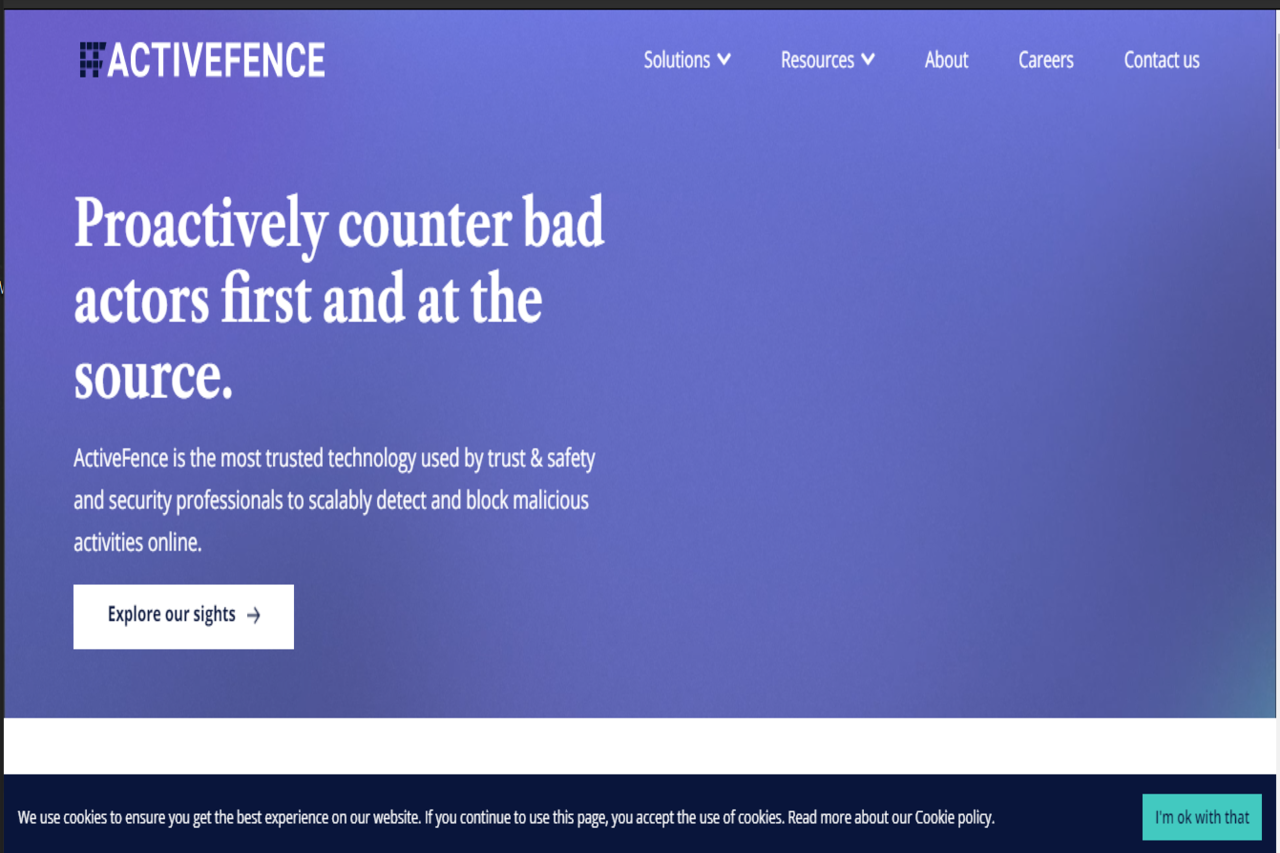 ACTIVEFENCE
Solutions Resources About Careers Contact us
Proactively counter bad
actors first and at the
source.
ActiveFence is the most trusted technology used by trust & safety
and security professionals to scalably detect and block malicious
activities online.
Explore our sights
We use cookies to ensure you get the best experience on our website. If you continue to use this page, you accept the use of cookies. Read more about our Cookie policy.
I'm ok with that